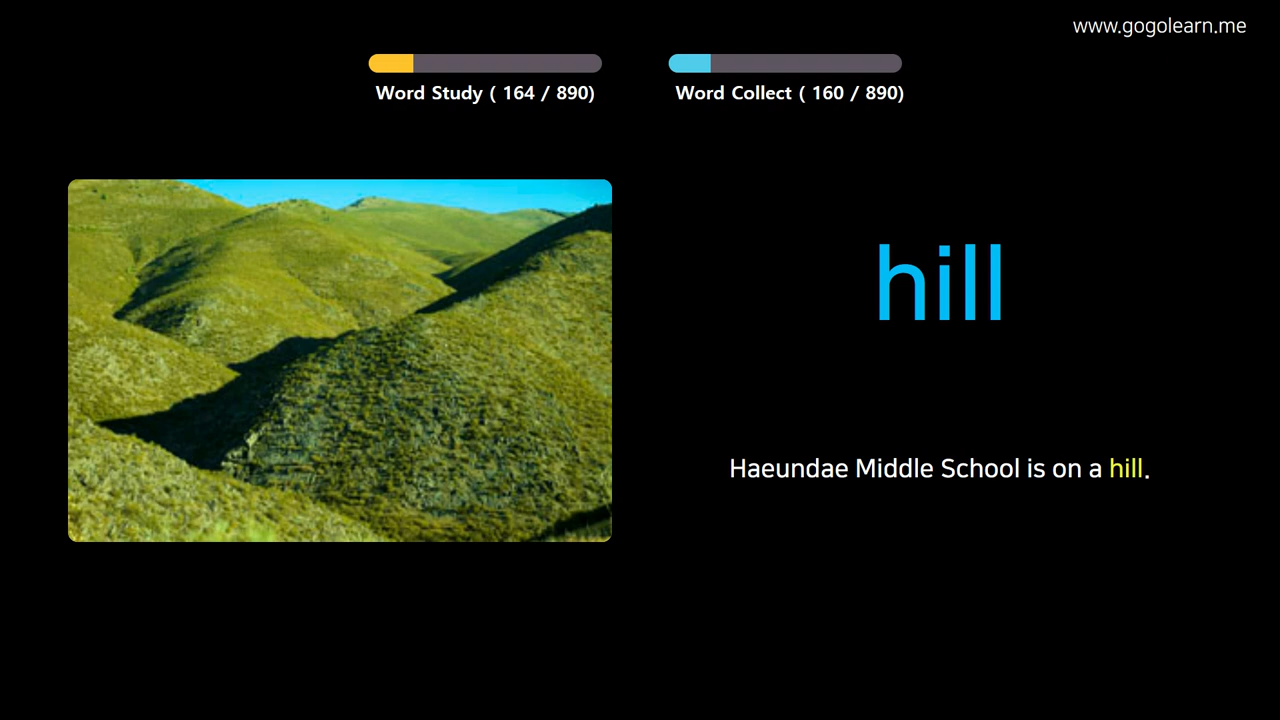 www.gogolearn.me
Word Study ( 164 / 890)
Word Collect ( 160 / 890)
hill
Haeundae Middle School is on a hill.